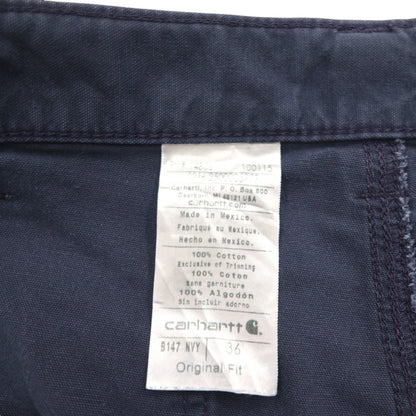 100115
Carhartt, Inc. P.O. Box 600
Dearborn, MI 48121 USA
carhartt.com
Made in Mexico.
Fabriqué au Mexique.
Hecho en Mexico.
100% Cotton
Exclusive of Trimming
100% Coton
sans garniture
100% Algodón
Sin incluir adorno
carhartt
B147 NVY 36
Original Fit